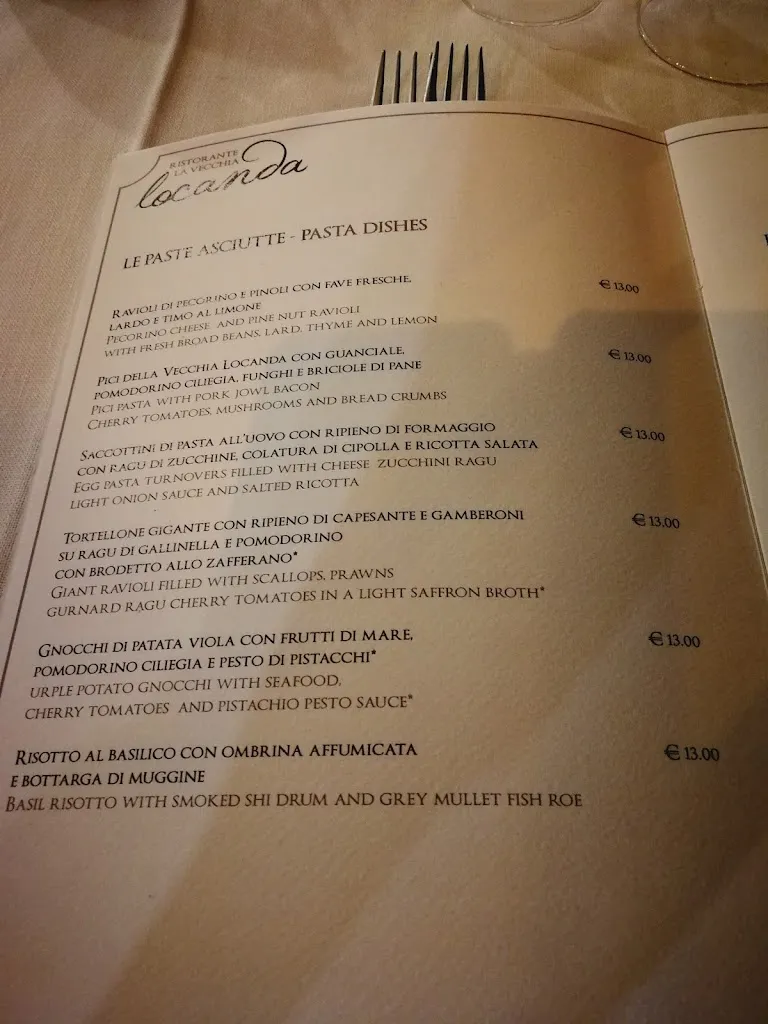 RISTORANTE
LA VECCHIA
locanda
LE PASTE ASCIUTTE - PASTA DISHES
RAVIOLI DI PECORINO E PINOLI CON FAVE FRESCHE, € 13,00
LARDO E TIMO AL LIMONE
PECORINO CHEESE AND PINE NUT RAVIOLI
WITH FRESH BROAD BEANS, LARD, THYME AND LEMON
PICI DELLA VECCHIA LOCANDA CON GUANCIALE, € 13.00
POMODORINO CILIEGIA, FUNGHI E BRICIOLE DI PANE
PICI PASTA WITH PORK JOWL BACON
CHERRY TOMATOES, MUSHROOMS AND BREAD CRUMBS
SACCOTTINI DI PASTA ALL'UOVO CON RIPIENO DI FORMAGGIO € 13.00
CON RAGU DI ZUCCHINE, COLATURA DI CIPOLLA E RICOTTA SALATA
EGG PASTA TURNOVERS FILLED WITH CHEESE ZUCCHINI RAGU
LIGHT ONION SAUCE AND SALTED RICOTTA
TORTELLONE GIGANTE CON RIPIENO DI CAPESANTE E GAMBERONI € 13.00
SU RAGU DI GALLINELLA E POMODORINO
CON BRODETTO ALLO ZAFFERANO*
GIANT RAVIOLI FILLED WITH SCALLOPS, PRAWNS
GURNARD RAGU CHERRY TOMATOES IN A LIGHT SAFFRON BROTH*
GNOCCHI DI PATATA VIOLA CON FRUTTI DI MARE, € 13.00
POMODORINO CILIEGIA E PESTO DI PISTACCHI*
URPLE POTATO GNOCCHI WITH SEAFOOD,
CHERRY TOMATOES AND PISTACHIO PESTO SAUCE*
RISOTTO AL BASILICO CON OMBRINA AFFUMICATA € 13.00
E BOTTARGA DI MUGGINE
BASIL RISOTTO WITH SMOKED SHI DRUM AND GREY MULLET FISH ROE